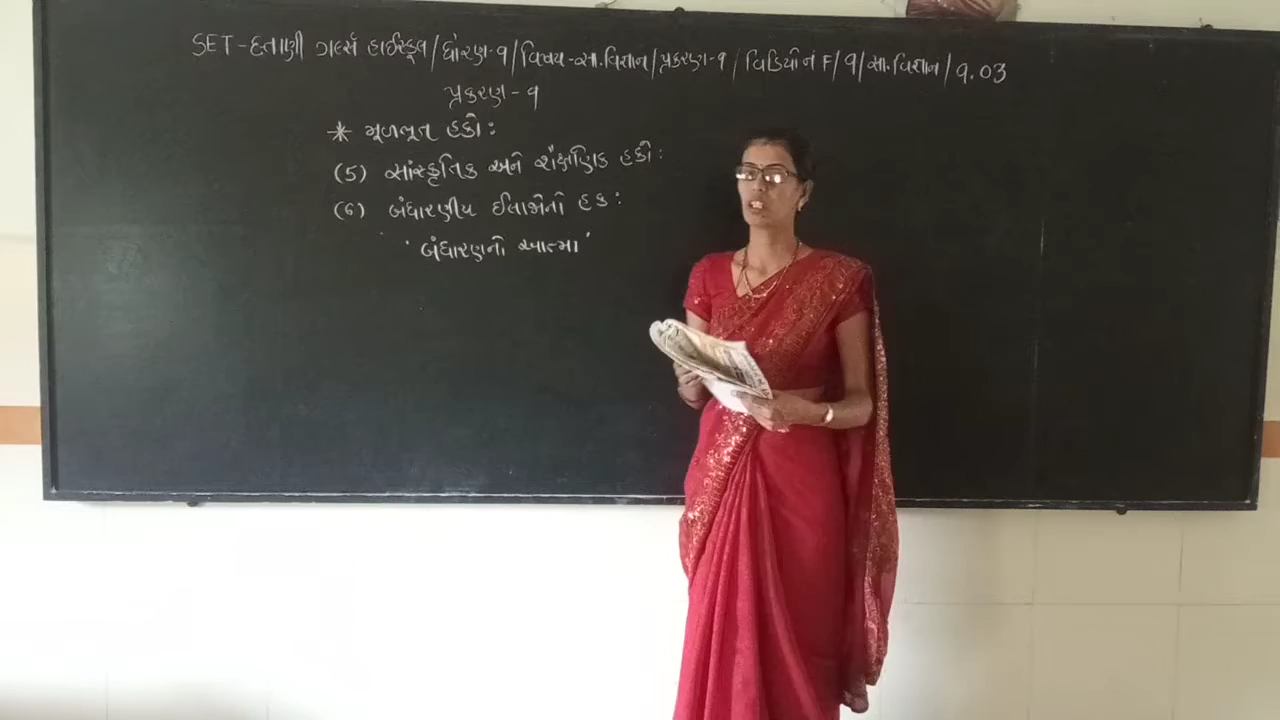 SET-દતાણી ગર્લ્સ હાઈસ્કૂલ/ધોરણ-૧/વિષય-સા.વિજ્ઞાન/પ્રકરણ-૧/વિડિયો નં F/૧/સા.વિજ્ઞાન/૧.૦૩
પ્રકરણ-૧
* મૂળભૂત હકો:
(5) સાંસ્કૃતિક અને શૈક્ષણિક હકો:
(6) બંધારણીય ઈલાજોનો હક:
'બંધારણનો આત્મા'